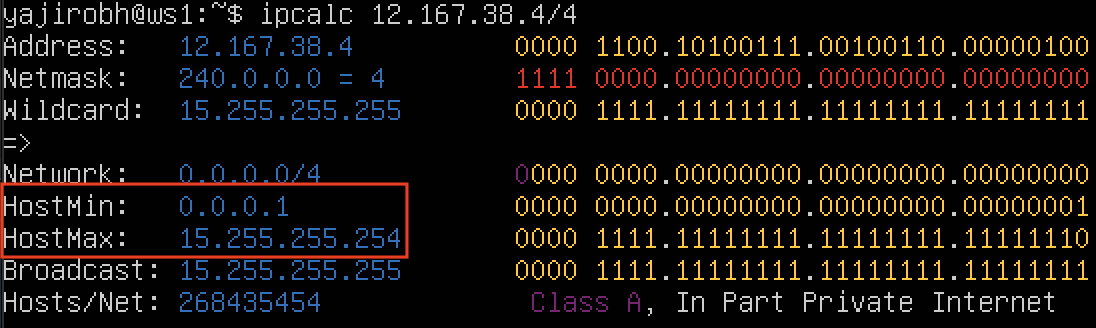 yajirobh@ws1:~$ ipcalc 12.167.38.4/4
Address: 12.167.38.4 0000 1100.10100111.00100110.00000100
Netmask: 240.0.0.0 = 4 1111 0000.00000000.00000000.00000000
Wildcard: 15.255.255.255 0000 1111.11111111.11111111.11111111
=>
Network: 0.0.0.0/4 0000 0000.00000000.00000000.00000000
HostMin: 0.0.0.1 0000 0000.00000000.00000000.00000001
HostMax: 15.255.255.254 0000 1111.11111111.11111111.11111110
Broadcast: 15.255.255.255 0000 1111.11111111.11111111.11111111
Hosts/Net: 268435454 Class A, In Part Private Internet